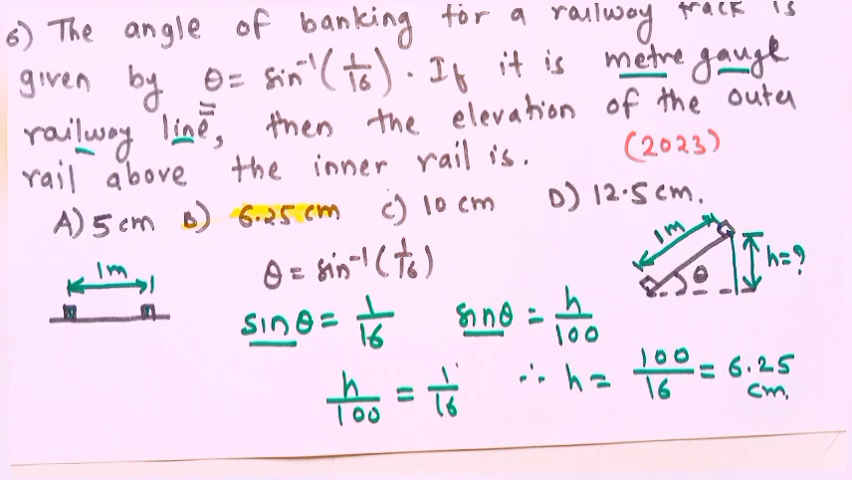 6) The angle of banking for a railway track is
given by θ = sin⁻¹(1/16). If it is metre gauge
railway line, then the elevation of the outer
rail above the inner rail is. (2023)
A) 5 cm B) 6.25 cm C) 10 cm D) 12.5 cm.
1m
θ = sin⁻¹(1/16)
1m θ h=?
sinθ = 1/16 sinθ = h/100
h/100 = 1/16 ∴ h = 100/16 = 6.25 cm.